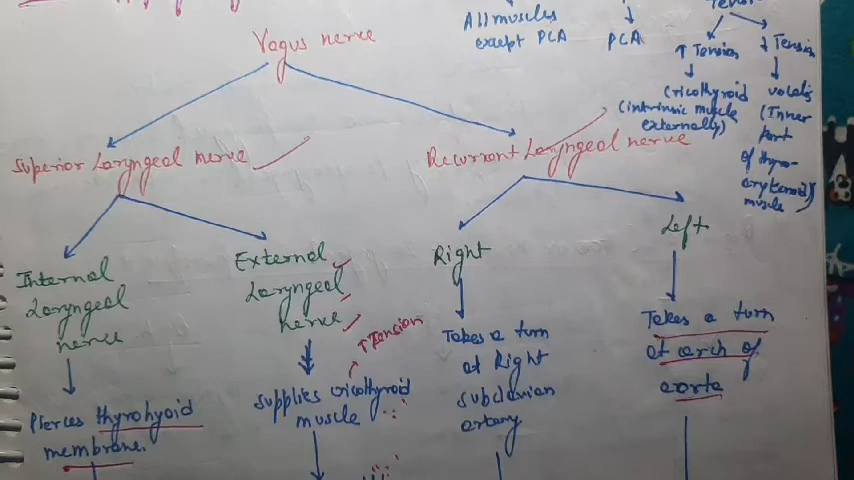 All muscles
except PCA
PCA
↑ Tension
↓ Tension
Cricothyroid
(intrinsic muscle
externally)
vocalis
(Inner
part
of thyro-
arytenoid)
muscle
Vagus nerve
Superior Laryngeal nerve
Recurrent Laryngeal nerve
Internal
Laryngeal
nerve
Pierces thyrohyoid
membrane.
External
Laryngeal
nerve
↑ Tension
supplies cricothyroid
muscle
Right
Takes a turn
at Right
subclavian
artery
Left
Takes a turn
at arch of
aorta